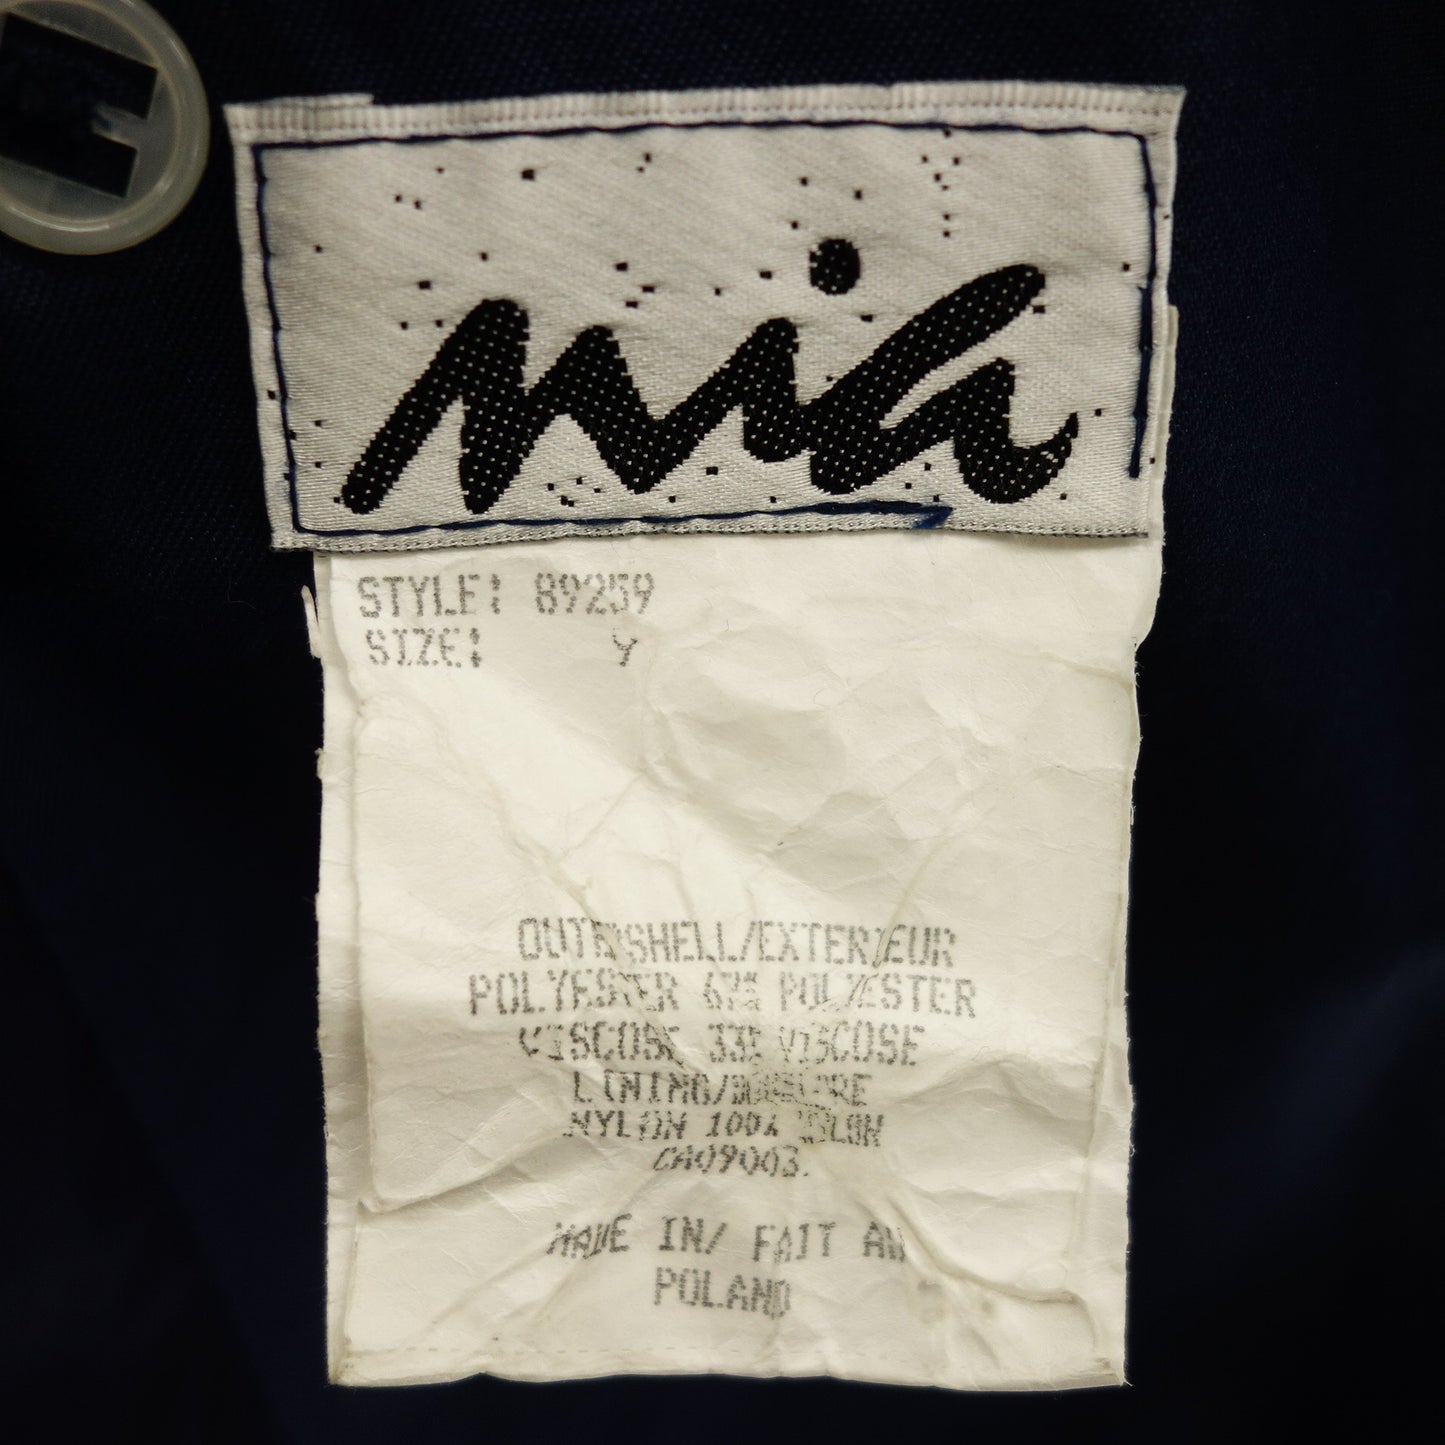 mia
STYLE: 89259
SIZE: Y
OUTERSHELL/EXTERIEUR
POLYESTER 67% POLYESTER
VISCOSE 33% VISCOSE
LINING/DOUBLURE
NYLON 100% NYLON
CA09003.
MADE IN/ FAIT AU
POLAND